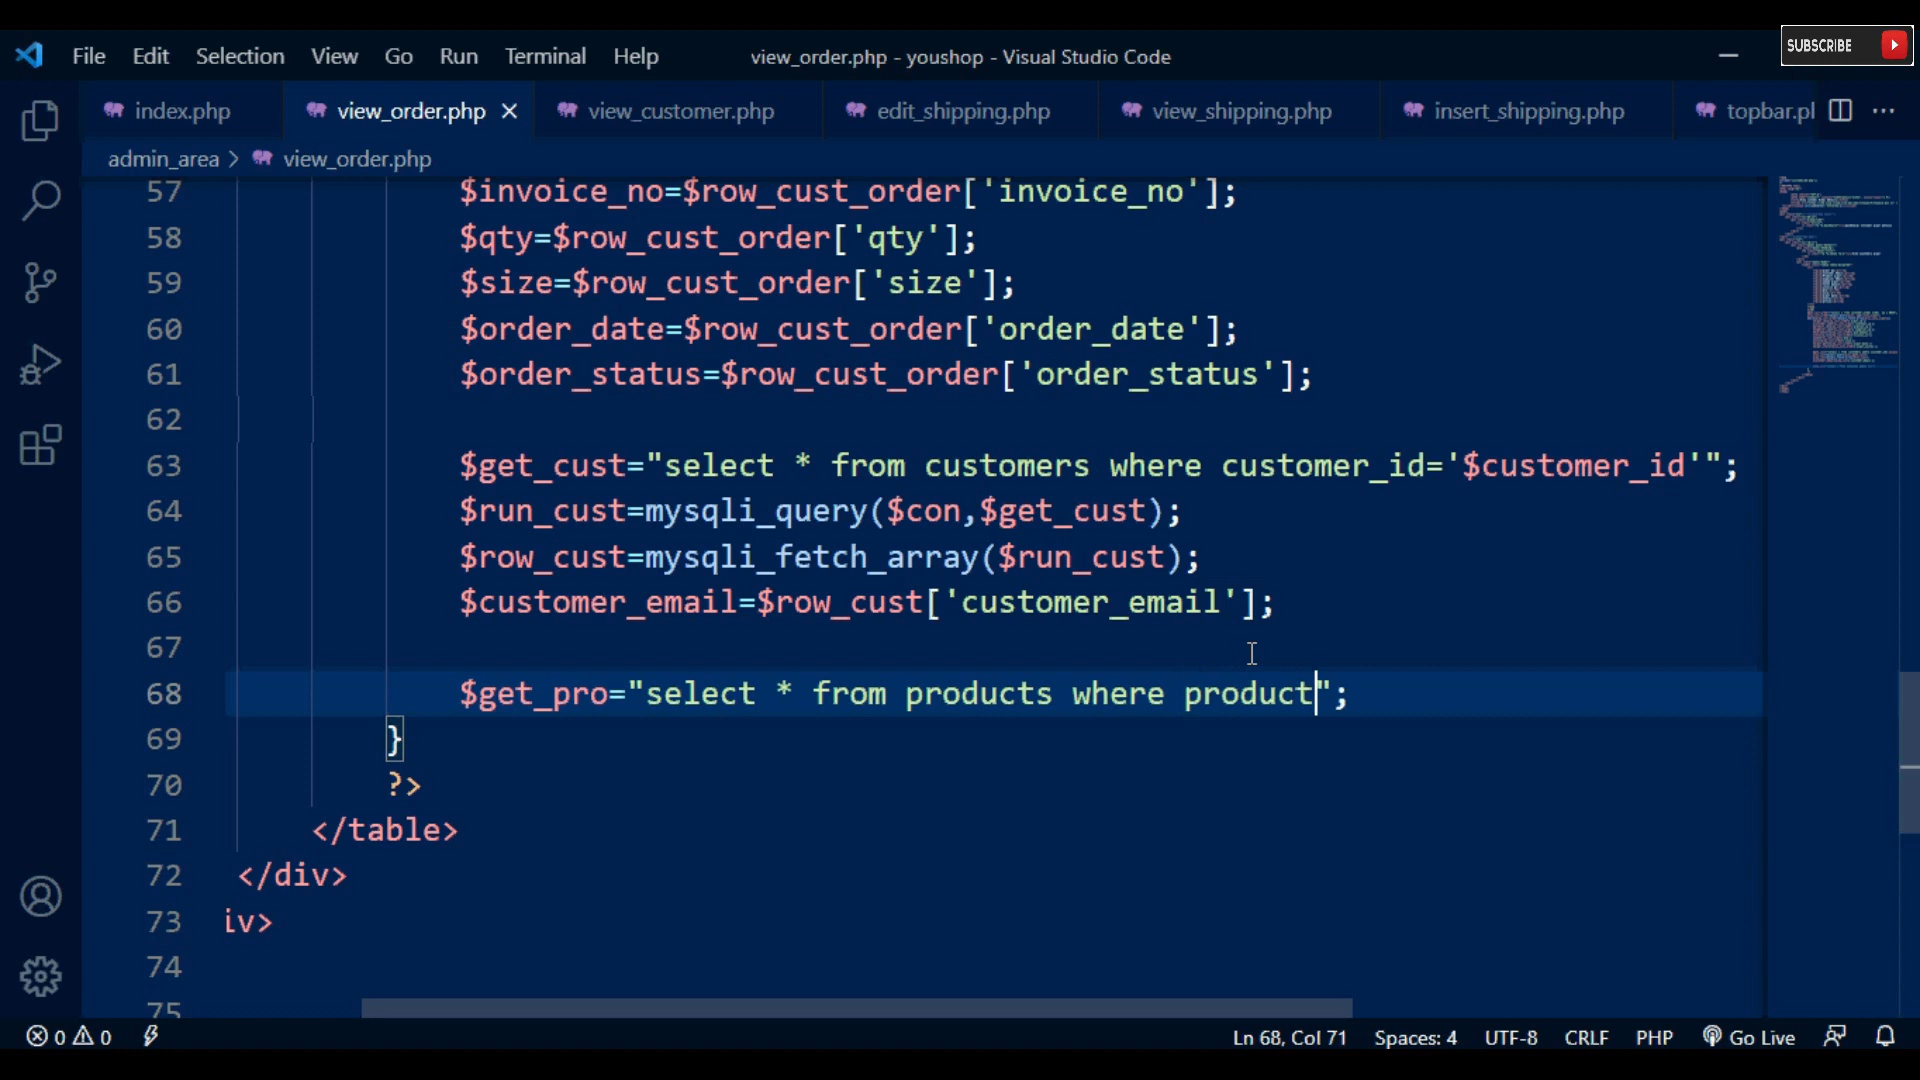 SUBSCRIBE
File Edit Selection View Go Run Terminal Help view_order.php - youshop - Visual Studio Code
index.php view_order.php view_customer.php edit_shipping.php view_shipping.php insert_shipping.php topbar.pl
admin_area > view_order.php
57 $invoice_no=$row_cust_order['invoice_no'];
58 $qty=$row_cust_order['qty'];
59 $size=$row_cust_order['size'];
60 $order_date=$row_cust_order['order_date'];
61 $order_status=$row_cust_order['order_status'];
62
63 $get_cust="select * from customers where customer_id='$customer_id'";
64 $run_cust=mysqli_query($con,$get_cust);
65 $row_cust=mysqli_fetch_array($run_cust);
66 $customer_email=$row_cust['customer_email'];
67
68 $get_pro="select * from products where product";
69 }
70 ?>
71 </table>
72 </div>
73 iv>
74
75
0 0 Ln 68, Col 71 Spaces: 4 UTF-8 CRLF PHP Go Live